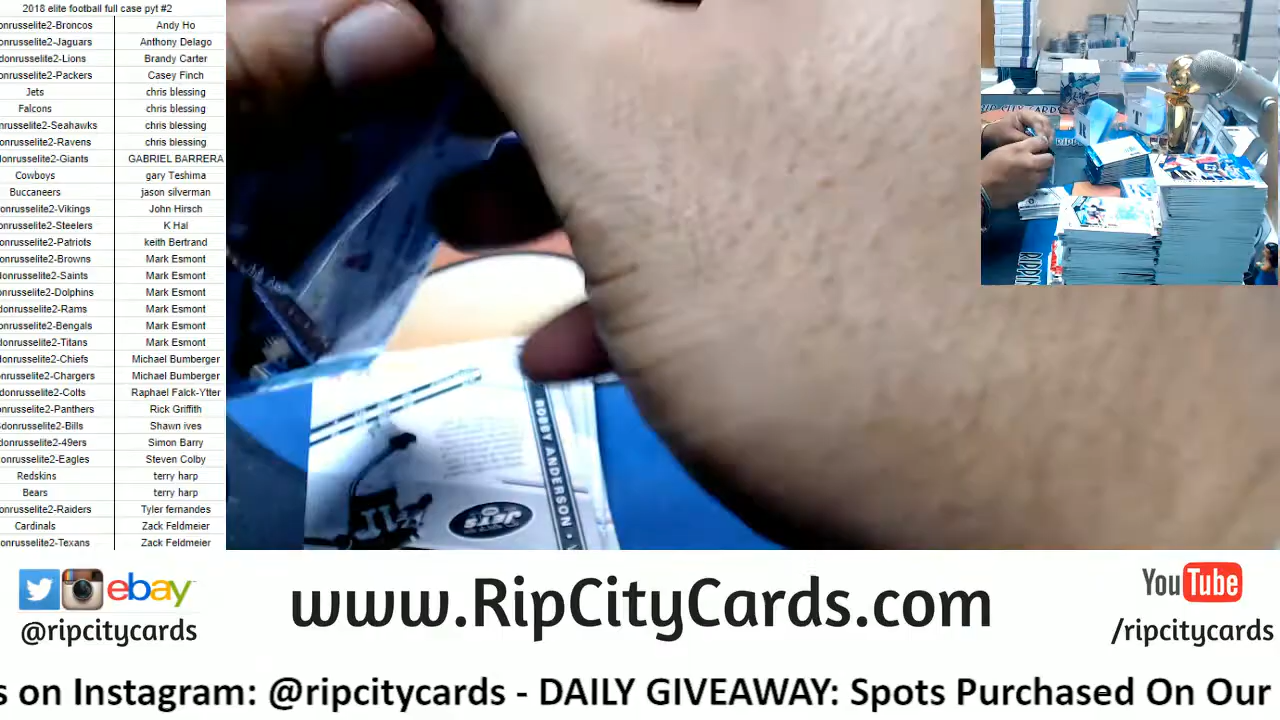 2018 elite football full case pyt #2
onrusselite2-Broncos Andy Ho
onrusselite2-Jaguars Anthony Delago
donrusselite2-Lions Brandy Carter
onrusselite2-Packers Casey Finch
Jets chris blessing
Falcons chris blessing
nrusselite2-Seahawks chris blessing
onrusselite2-Ravens chris blessing
donrusselite2-Giants GABRIEL BARRERA
Cowboys gary Teshima
Buccaneers jason silverman
onrusselite2-Vikings John Hirsch
onrusselite2-Steelers K Hal
onrusselite2-Patriots keith Bertrand
onrusselite2-Browns Mark Esmont
donrusselite2-Saints Mark Esmont
onrusselite2-Dolphins Mark Esmont
donrusselite2-Rams Mark Esmont
onrusselite2-Bengals Mark Esmont
donrusselite2-Titans Mark Esmont
donrusselite2-Chiefs Michael Bumberger
onrusselite2-Chargers Michael Bumberger
donrusselite2-Colts Raphael Falck-Ytter
onrusselite2-Panthers Rick Griffith
donrusselite2-Bills Shawn ives
donrusselite2-49ers Simon Barry
onrusselite2-Eagles Steven Colby
Redskins terry harp
Bears terry harp
onrusselite2-Raiders Tyler fernandes
Cardinals Zack Feldmeier
onrusselite2-Texans Zack Feldmeier
RIP CITY CARDS
R T
ROBBY ANDERSON
JETS
ebay
@ripcitycards
www.RipCityCards.com
YouTube
/ripcitycards
s on Instagram: @ripcitycards - DAILY GIVEAWAY: Spots Purchased On Our